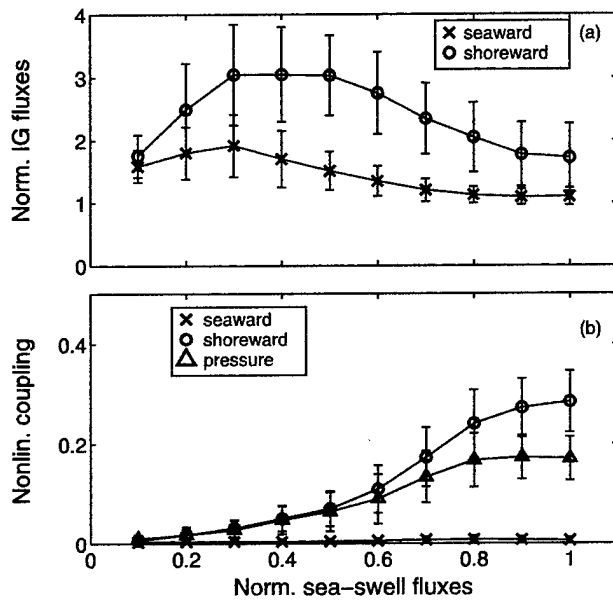 seaward
shoreward
(a)
Norm. IG fluxes
4
3
2
1
0
seaward
shoreward
pressure
(b)
Nonlin. coupling
0.4
0.2
0
0
0.2
0.4
0.6
0.8
1
Norm. sea-swell fluxes